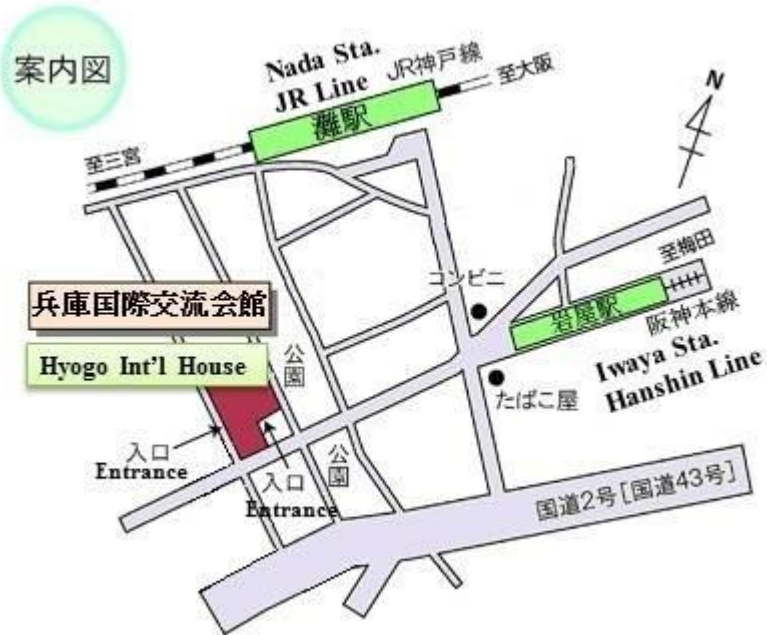 案内図
Nada Sta.
JR Line
JR神戸線
至大阪
灘駅
至三宮
N
至梅田
コンビニ
岩屋駅
阪神本線
Iwaya Sta.
Hanshin Line
兵庫国際交流会館
Hyogo Int'l House
公園
たばこ屋
入口
Entrance
公園
入口
Entrance
国道2号[国道43号]